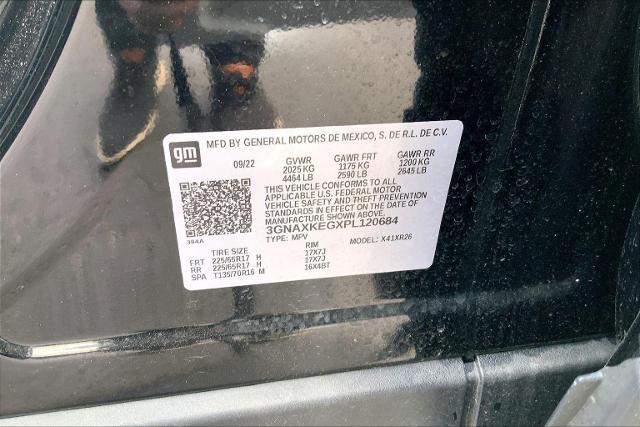 gm MFD BY GENERAL MOTORS DE MEXICO, S. DE R.L. DE C.V.
09/22 GVWR GAWR FRT GAWR RR
2025 KG 1175 KG 1200 KG
4464 LB 2590 LB 2645 LB
THIS VEHICLE CONFORMS TO ALL
APPLICABLE U.S. FEDERAL MOTOR
VEHICLE SAFETY AND THEFT PREVENTION
STANDARDS IN EFFECT ON THE DATE OF
MANUFACTURE SHOWN ABOVE.
3GNAXKEGXPL120684
384A TYPE: MPV MODEL: X41XR26
TIRE SIZE RIM
FRT 225/65R17 H 17X7J
RR 225/65R17 H 17X7J
SPA T135/70R16 M 16X4BT